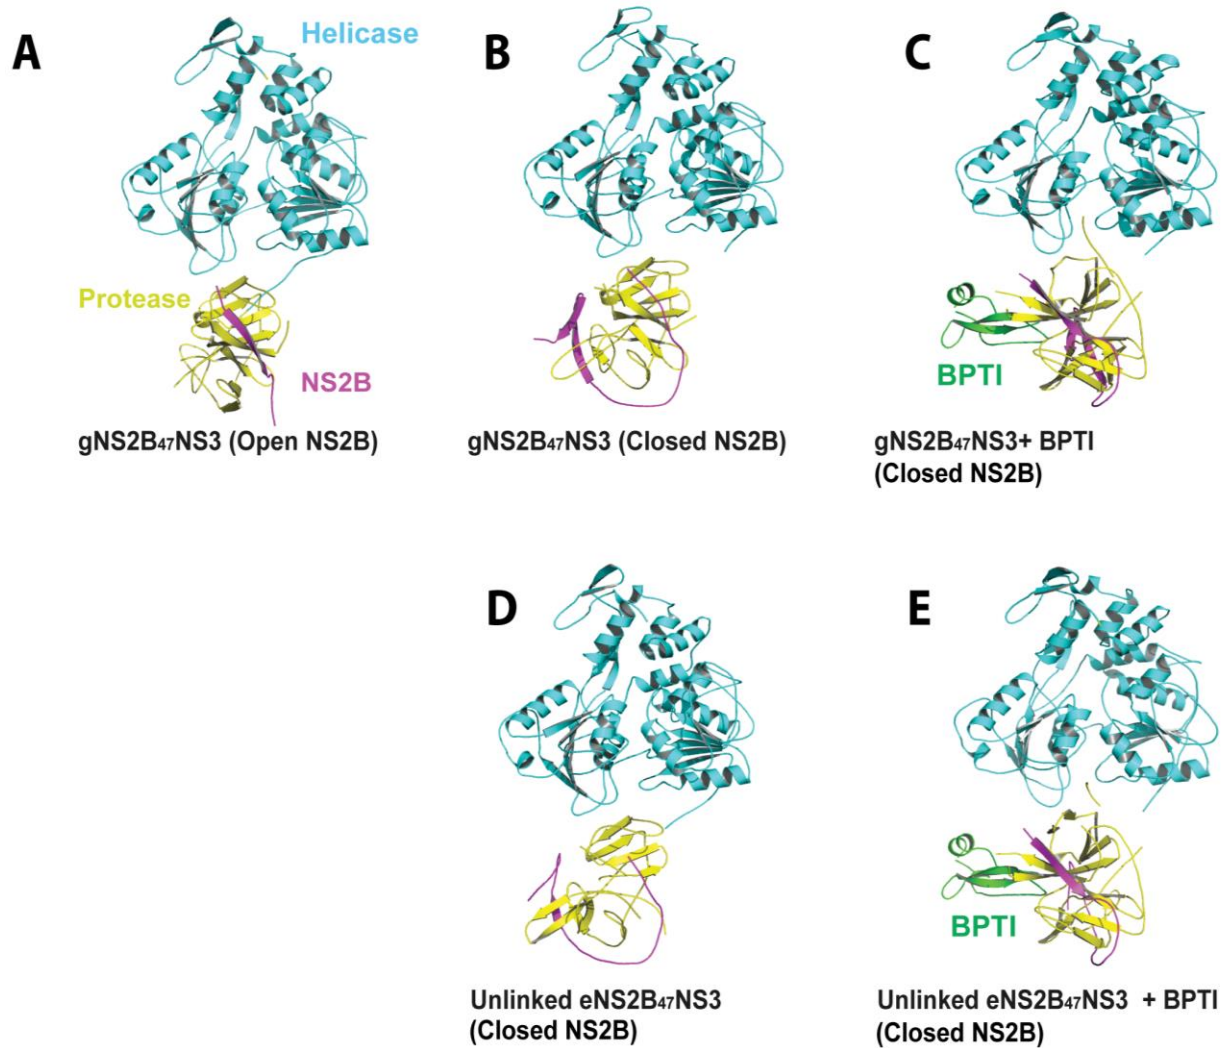 A
Helicase
B
C
Protease
NS2B
BPTI
gNS2B₄₇NS3 (Open NS2B)
gNS2B₄₇NS3 (Closed NS2B)
gNS2B₄₇NS3+ BPTI
(Closed NS2B)
D
E
BPTI
Unlinked eNS2B₄₇NS3
(Closed NS2B)
Unlinked eNS2B₄₇NS3 + BPTI
(Closed NS2B)